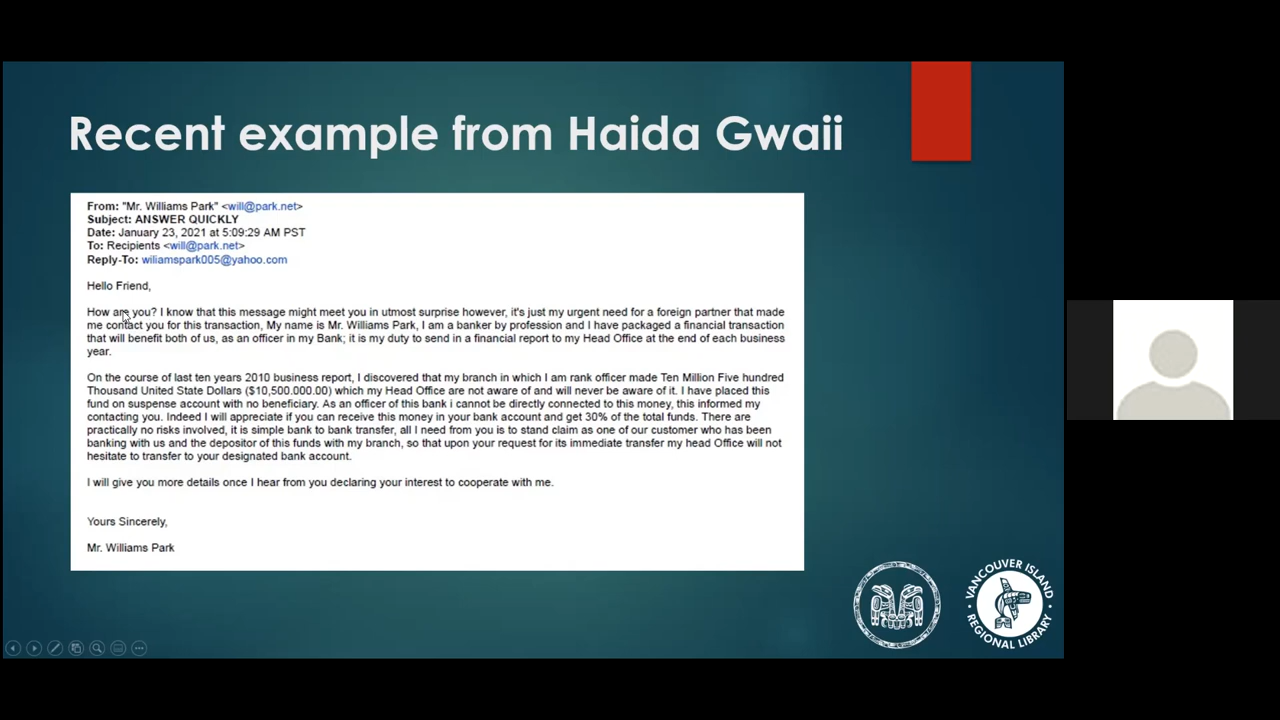 Recent example from Haida Gwaii
From: "Mr. Williams Park" <will@park.net>
Subject: ANSWER QUICKLY
Date: January 23, 2021 at 5:09:29 AM PST
To: Recipients <will@park.net>
Reply-To: wiliamspark005@yahoo.com
Hello Friend,
How are you? I know that this message might meet you in utmost surprise however, it's just my urgent need for a foreign partner that made
me contact you for this transaction, My name is Mr. Williams Park, I am a banker by profession and I have packaged a financial transaction
that will benefit both of us, as an officer in my Bank; it is my duty to send in a financial report to my Head Office at the end of each business
year.
On the course of last ten years 2010 business report, I discovered that my branch in which I am rank officer made Ten Million Five hundred
Thousand United State Dollars ($10,500.000.00) which my Head Office are not aware of and will never be aware of it. I have placed this
fund on suspense account with no beneficiary. As an officer of this bank i cannot be directly connected to this money, this informed my
contacting you. Indeed I will appreciate if you can receive this money in your bank account and get 30% of the total funds. There are
practically no risks involved, it is simple bank to bank transfer, all I need from you is to stand claim as one of our customer who has been
banking with us and the depositor of this funds with my branch, so that upon your request for its immediate transfer my head Office will not
hesitate to transfer to your designated bank account.
I will give you more details once I hear from you declaring your interest to cooperate with me.
Yours Sincerely,
Mr. Williams Park
VANCOUVER ISLAND
REGIONAL LIBRARY